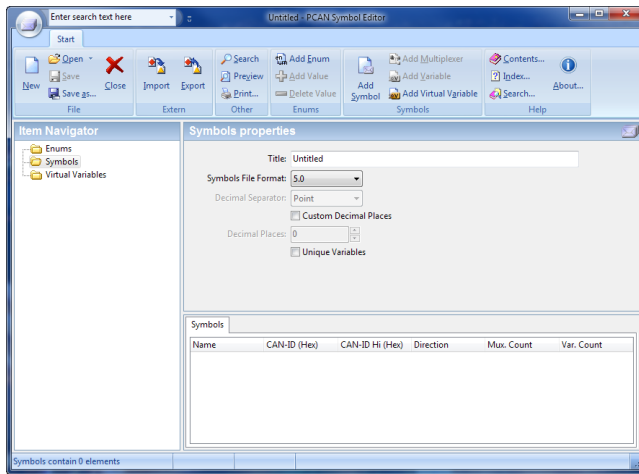 Enter search text here
Untitled - PCAN Symbol Editor
Start
New
Open
Save
Save as...
Close
File
Import
Export
Extern
Search
Preview
Print...
Other
Add Enum
Add Value
Delete Value
Enums
Add Symbol
Add Multiplexer
Add Variable
Add Virtual Variable
Symbols
Contents...
Index...
Search...
Help
About...
Item Navigator
Enums
Symbols
Virtual Variables
Symbols properties
Title: Untitled
Symbols File Format: 5.0
Decimal Separator: Point
Custom Decimal Places
Decimal Places: 0
Unique Variables
Symbols
Name CAN-ID (Hex) CAN-ID Hi (Hex) Direction Mux. Count Var. Count
Symbols contain 0 elements